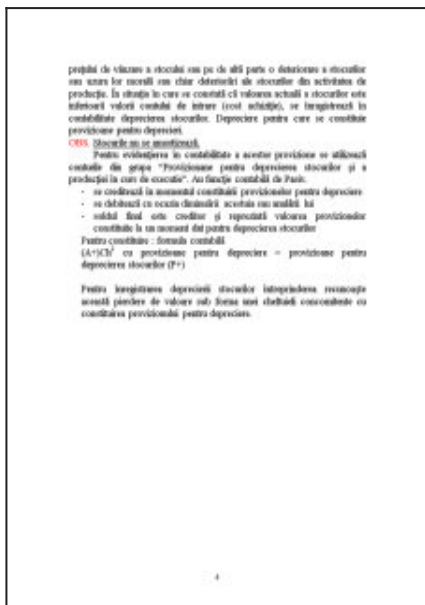 prețului de vânzare a stocului sau pe de altă parte o deteriorare a stocurilor
sau uzura lor morală sau chiar deteriorări ale stocurilor din activitatea de
producție. În situația în care se constată că valoarea actuală a stocurilor este
inferioară valorii contului de intrare (cost achiziție), se înregistrează în
contabilitate deprecierea stocurilor. Depreciere pentru care se constituie
provizioane pentru deprecieri.
OBS. Stocurile nu se amortizează.
Pentru evidențierea în contabilitate a acestor provizioane se utilizează
conturile din grupa "Provizioane pentru deprecierea stocurilor și a
producției în curs de execuție". Au funcție contabilă de Pasiv.
- se creditează în momentul constituirii provizioanelor pentru depreciere
- se debitează cu ocazia diminuării acestuia sau anulării lui
- soldul final este creditor și reprezintă valoarea provizioanelor
constituite la un moment dat pentru deprecierea stocurilor
Pentru constituire : formula contabilă
cu provizioane pentru depreciere = provizioane pentru
deprecierea stocurilor (P+)
Pentru înregistrarea deprecierii stocurilor întreprinderea recunoaște
această pierdere de valoare sub forma unei cheltuieli concomitente cu
constituirea provizionului pentru depreciere.
4